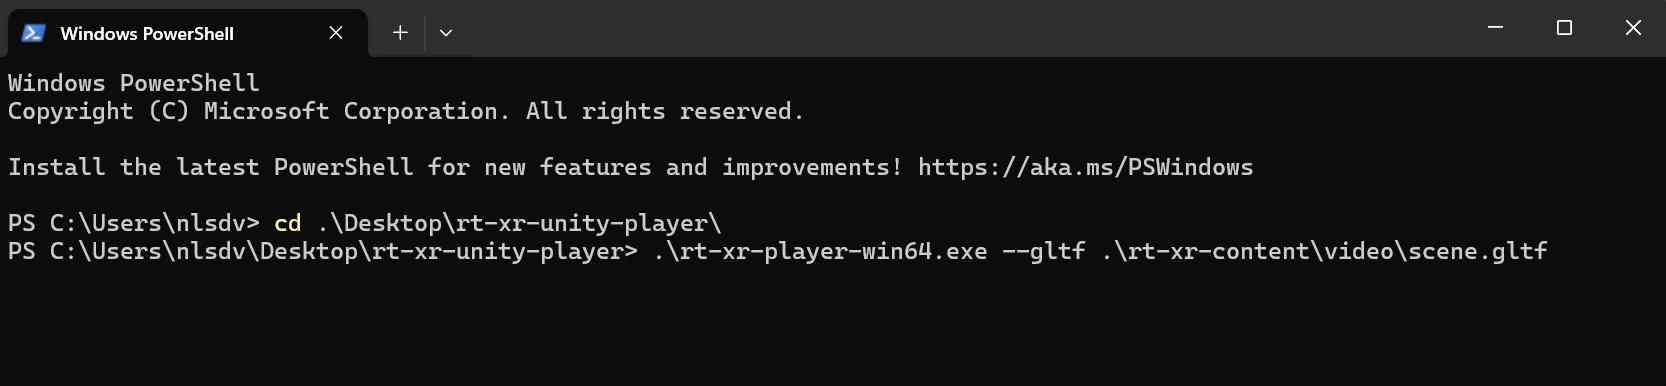 Windows PowerShell
Windows PowerShell
Copyright (C) Microsoft Corporation. All rights reserved.
Install the latest PowerShell for new features and improvements! https://aka.ms/PSWindows
PS C:\Users\nlsdv> cd .\Desktop\rt-xr-unity-player\
PS C:\Users\nlsdv\Desktop\rt-xr-unity-player> .\rt-xr-player-win64.exe --gltf .\rt-xr-content\video\scene.gltf